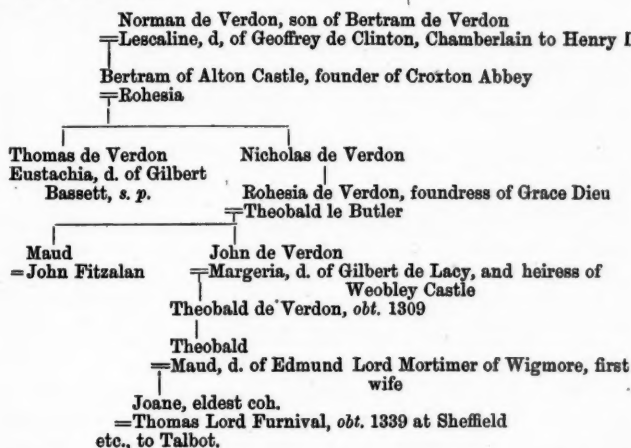 Norman de Verdon, son of Bertram de Verdon
=Lescaline, d, of Geoffrey de Clinton, Chamberlain to Henry I
Bertram of Alton Castle, founder of Croxton Abbey
=Rohesia
Thomas de Verdon Nicholas de Verdon
Eustachia, d. of Gilbert
Bassett, s. p. Rohesia de Verdon, foundress of Grace Dieu
=Theobald le Butler
Maud John de Verdon
=John Fitzalan =Margeria, d. of Gilbert de Lacy, and heiress of
Weobley Castle
Theobald de Verdon, obt. 1309
Theobald
=Maud, d. of Edmund Lord Mortimer of Wigmore, first
wife
Joane, eldest coh.
=Thomas Lord Furnival, obt. 1339 at Sheffield
etc., to Talbot.